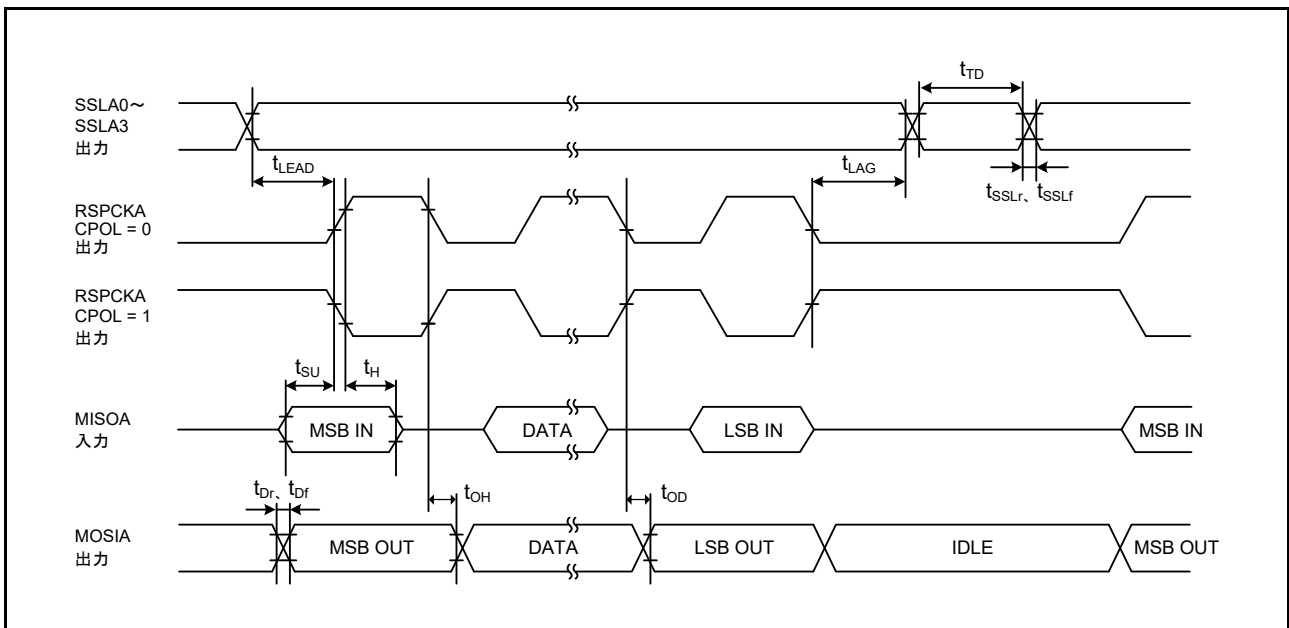 SSLA0～
SSLA3
出力
tTD
tLEAD
tLAG
tSSLr、tSSLf
RSPCKA
CPOL = 0
出力
RSPCKA
CPOL = 1
出力
tSU
tH
MISOA
入力
MSB IN
DATA
LSB IN
MSB IN
tDr、tDf
tOH
tOD
MOSIA
出力
MSB OUT
DATA
LSB OUT
IDLE
MSB OUT